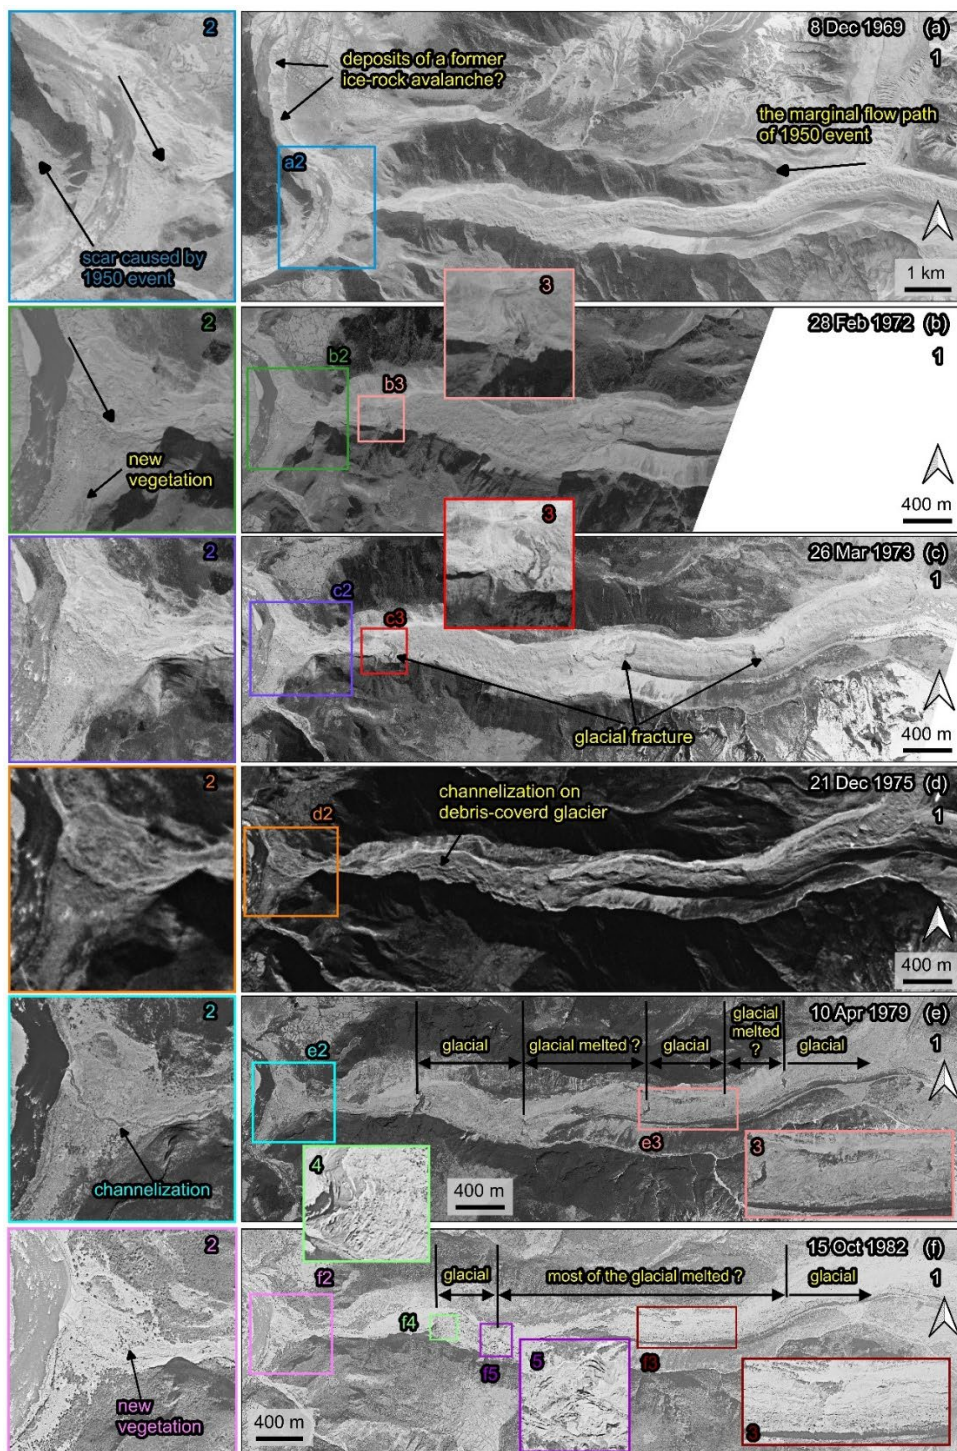 2
8 Dec 1969 (a)
1
deposits of a former
ice-rock avalanche?
the marginal flow path
of 1950 event
a2
scar caused by
1950 event
1 km
3
2
28 Feb 1972 (b)
1
b2
b3
new
vegetation
400 m
3
2
26 Mar 1973 (c)
1
c2
c3
glacial fracture
400 m
2
21 Dec 1975 (d)
1
channelization on
debris-coverd glacier
d2
400 m
2
10 Apr 1979 (e)
1
glacial
glacial melted ?
glacial
glacial
melted
?
glacial
e2
e3
3
channelization
4
400 m
2
15 Oct 1982 (f)
1
glacial
most of the glacial melted ?
glacial
f2
f4
f5
f3
5
3
new
vegetation
400 m